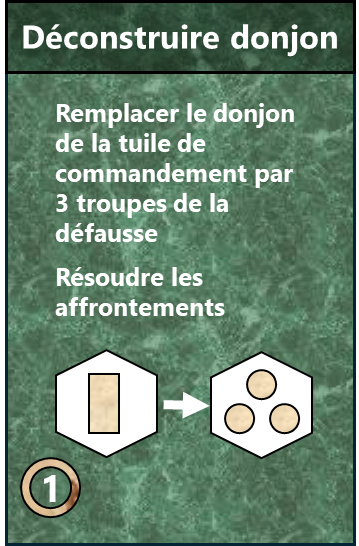 Déconstruire donjon
Remplacer le donjon
de la tuile de
commandement par
3 troupes de la
défausse
Résoudre les
affrontements
1